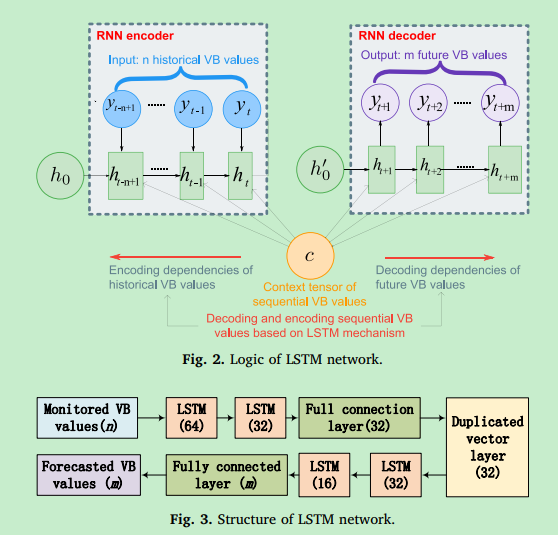 RNN encoder
Input: n historical VB values
y_{t-n+1} ...... y_{t-1} y_t
h_0 h_{t-n+1} ...... h_{t-1} h_t
RNN decoder
Output: m future VB values
y_{t+1} y_{t+2} ...... y_{t+m}
h'_0 h_{t+1} h_{t+2} ...... h_{t+m}
c
Encoding dependencies of
historical VB values
Context tensor of
sequential VB values
Decoding dependencies of
future VB values
Decoding and encoding sequential VB
values based on LSTM mechanism
Fig. 2. Logic of LSTM network.
Monitored VB
values(n)
LSTM
(64)
LSTM
(32)
Full connection
layer(32)
Duplicated
vector
layer
(32)
LSTM
(32)
LSTM
(16)
Fully connected
layer (m)
Forecasted VB
values (m)
Fig. 3. Structure of LSTM network.